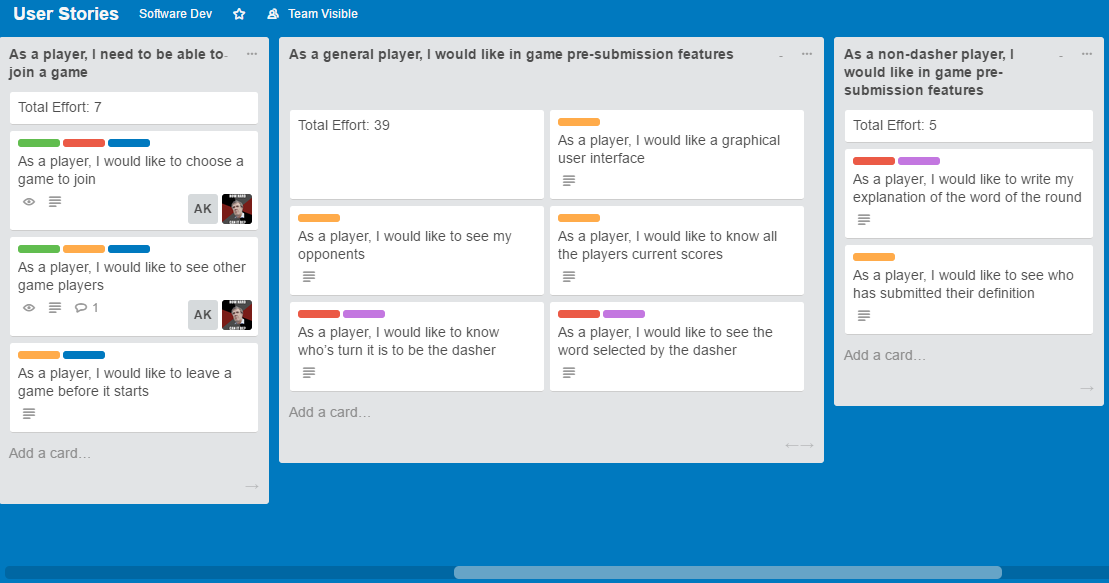 User Stories Software Dev Team Visible
As a player, I need to be able to
join a game
Total Effort: 7
As a player, I would like to choose a
game to join
AK
As a player, I would like to see other
game players
1
AK
As a player, I would like to leave a
game before it starts
Add a card…
As a general player, I would like in game pre-submission features
Total Effort: 39
As a player, I would like a graphical
user interface
As a player, I would like to see my
opponents
As a player, I would like to know all
the players current scores
As a player, I would like to know
who's turn it is to be the dasher
As a player, I would like to see the
word selected by the dasher
Add a card…
As a non-dasher player, I
would like in game pre-
submission features
Total Effort: 5
As a player, I would like to write my
explanation of the word of the round
As a player, I would like to see who
has submitted their definition
Add a card…